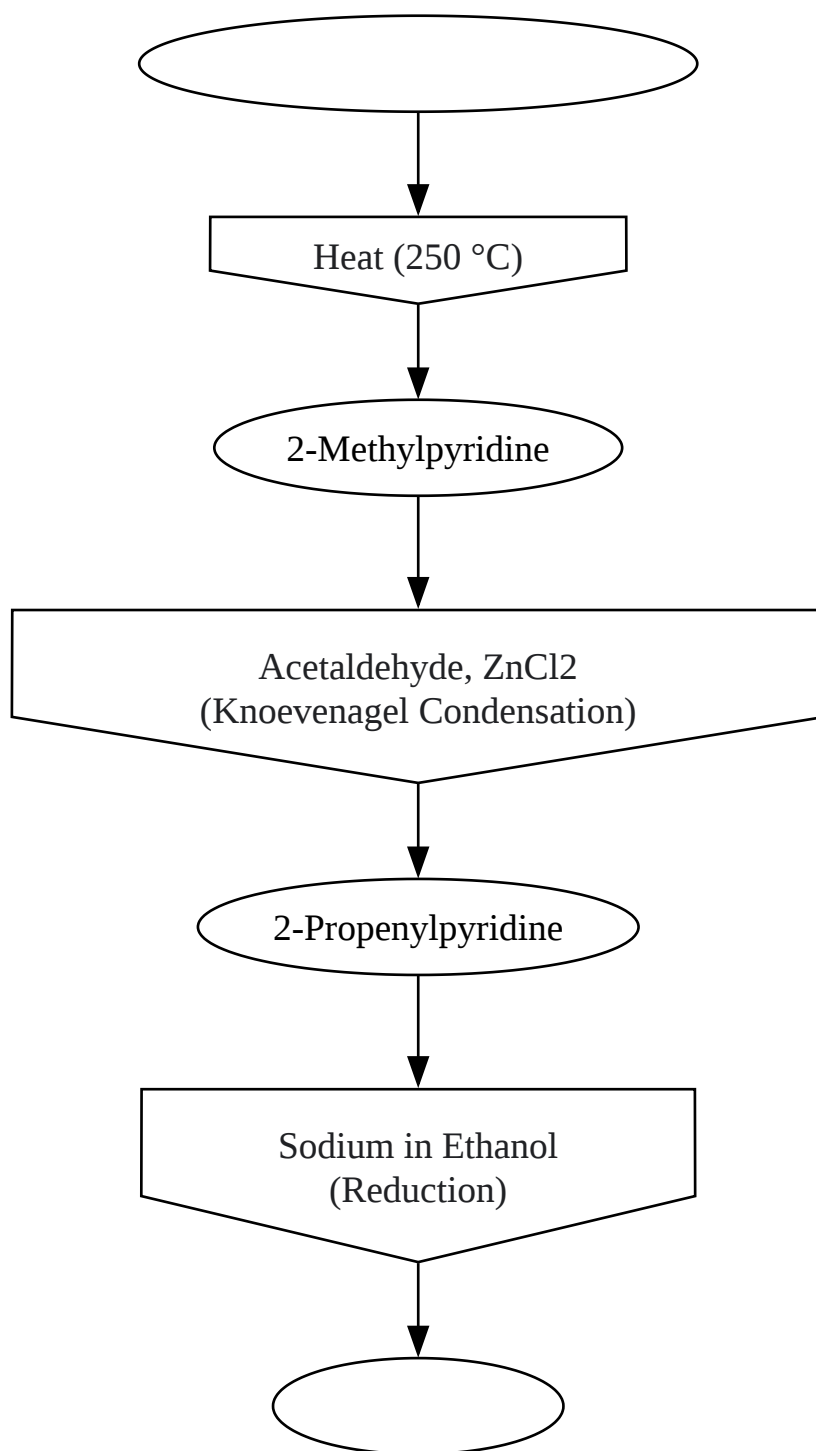 Heat (250 °C)
2-Methylpyridine
Acetaldehyde, ZnCl2
(Knoevenagel Condensation)
2-Propenylpyridine
Sodium in Ethanol
(Reduction)